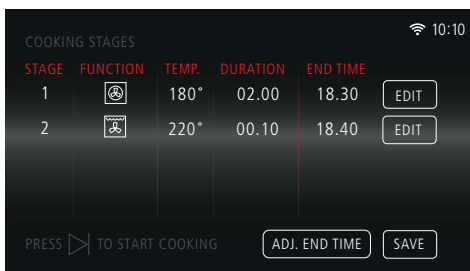 10:10
COOKING STAGES
STAGE FUNCTION TEMP. DURATION END TIME
1 180° 02.00 18.30 EDIT
2 220° 00.10 18.40 EDIT
PRESS TO START COOKING ADJ. END TIME SAVE